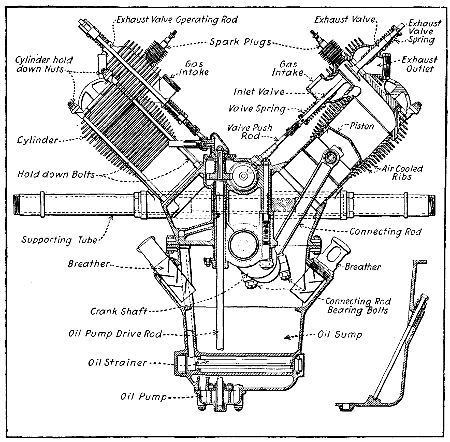 Exhaust Valve Operating Rod
Exhaust Valve
Exhaust
Valve
Spring
Spark Plugs
Cylinder hold
down Nuts
Gas
Intake
Gas
Intake
Exhaust
Outlet
Inlet Valve
Valve Spring
Cylinder
Valve Push
Rod
Piston
Hold down Bolts
Air Cooled
Ribs
Supporting Tube
Connecting Rod
Breather
Breather
Crank Shaft
Connecting Rod
Bearing Bolts
Oil Pump Drive Rod
Oil Sump
Oil Strainer
Oil Pump